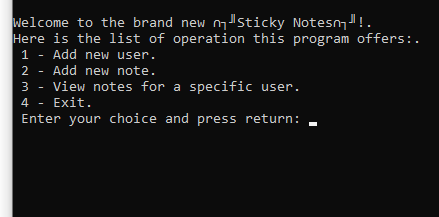 Welcome to the brand new ∩┐╜Sticky Notes∩┐╜!.
Here is the list of operation this program offers:.
1 - Add new user.
2 - Add new note.
3 - View notes for a specific user.
4 - Exit.
Enter your choice and press return: